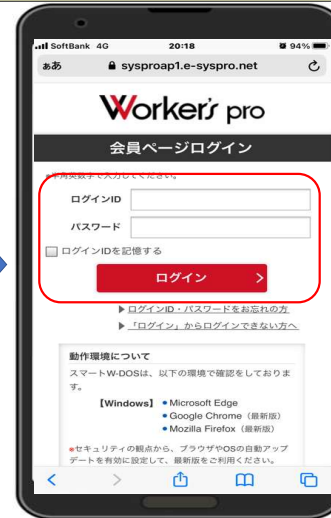 SoftBank 4G 20:18 94%
ああ sysproap1.e-syspro.net
Worker's pro
会員ページログイン
※半角英数字で入力してください。
ログインID
パスワード
ログインIDを記憶する
ログイン >
▶ログインID・パスワードをお忘れの方
▶「ログイン」からログインできない方へ
動作環境について
スマートW-DOSは、以下の環境で確認をしておりま
す。
【Windows】 ● Microsoft Edge
● Google Chrome（最新版）
● Mozilla Firefox（最新版）
●セキュリティの観点から、ブラウザやOSの自動アップ
デートを有効に設定して、最新版をご利用ください。